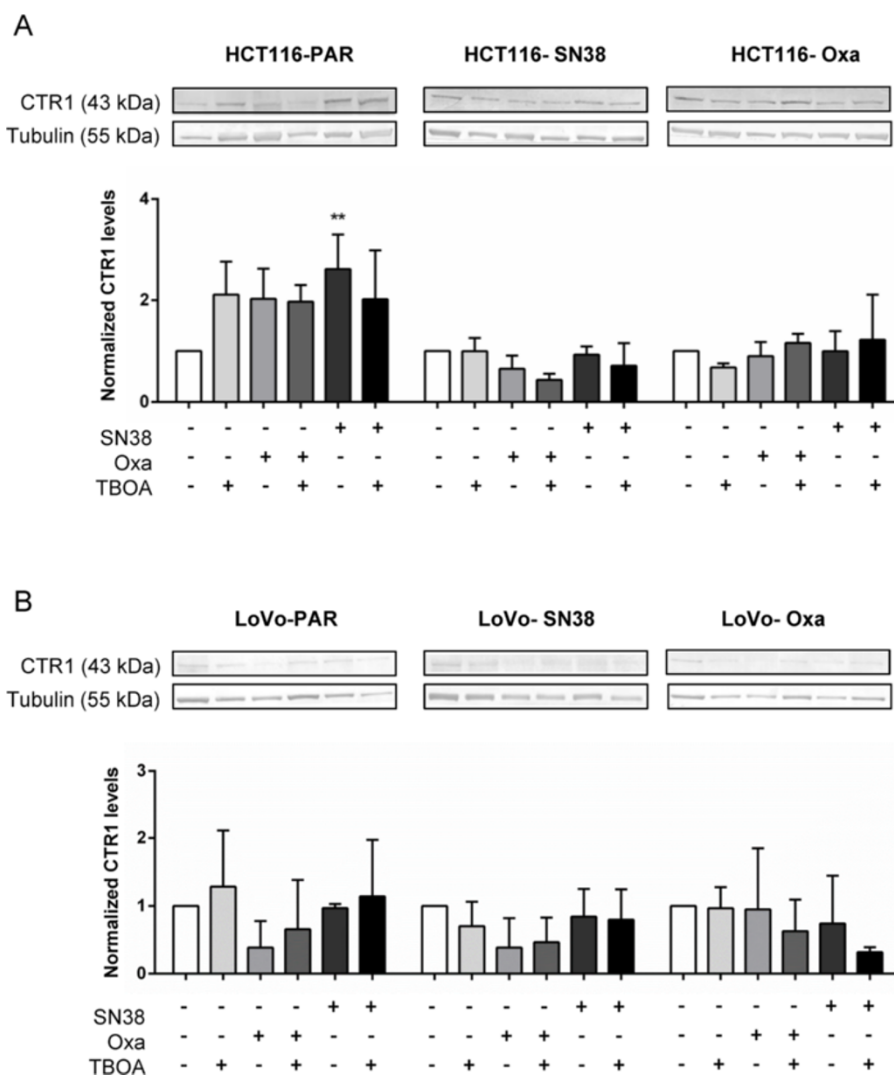 A
HCT116-PAR HCT116- SN38 HCT116- Oxa
CTR1 (43 kDa)
Tubulin (55 kDa)
Normalized CTR1 levels
4
**
2
0
SN38 - - - - + + - - - - + + - - - - + +
Oxa - - + + - - - - + + - - - - + + - -
TBOA - + - + - + - + - + - + - + - + - +
B
LoVo-PAR LoVo- SN38 LoVo- Oxa
CTR1 (43 kDa)
Tubulin (55 kDa)
Normalized CTR1 levels
3
2
1
0
SN38 - - - - + + - - - - + + - - - - + +
Oxa - - + + - - - - + + - - - - + + - -
TBOA - + - + - + - + - + - + - + - + - +